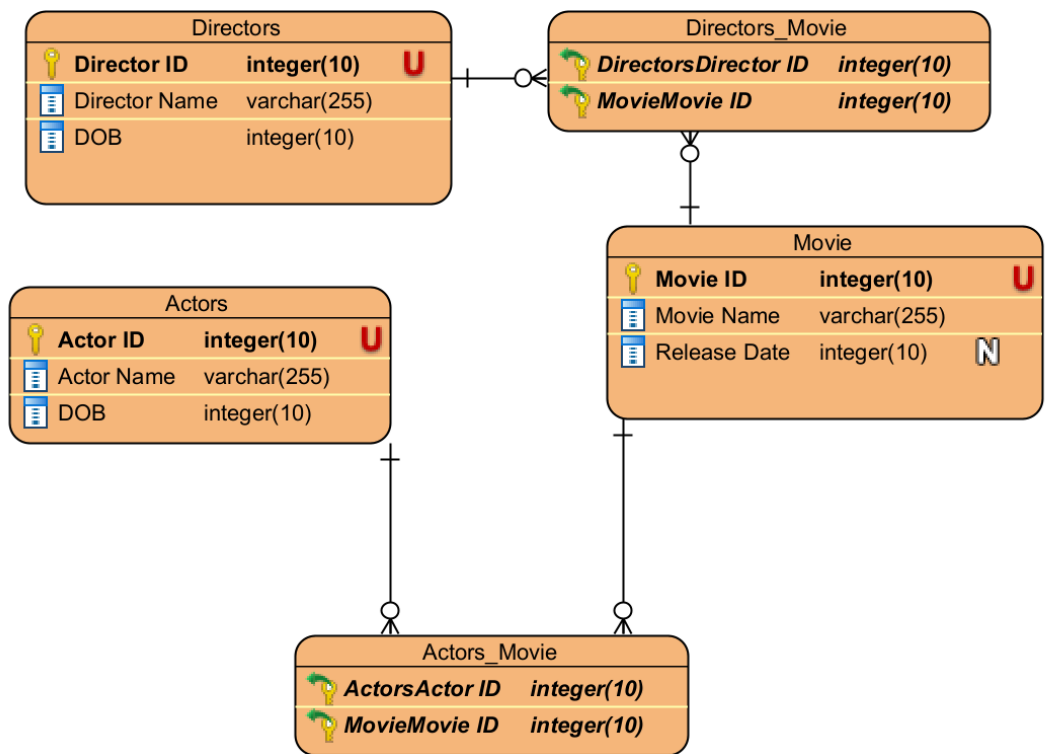 Directors
Director ID integer(10) U
Director Name varchar(255)
DOB integer(10)
Directors_Movie
DirectorsDirector ID integer(10)
MovieMovie ID integer(10)
Movie
Movie ID integer(10) U
Movie Name varchar(255)
Release Date integer(10) N
Actors
Actor ID integer(10) U
Actor Name varchar(255)
DOB integer(10)
Actors_Movie
ActorsActor ID integer(10)
MovieMovie ID integer(10)